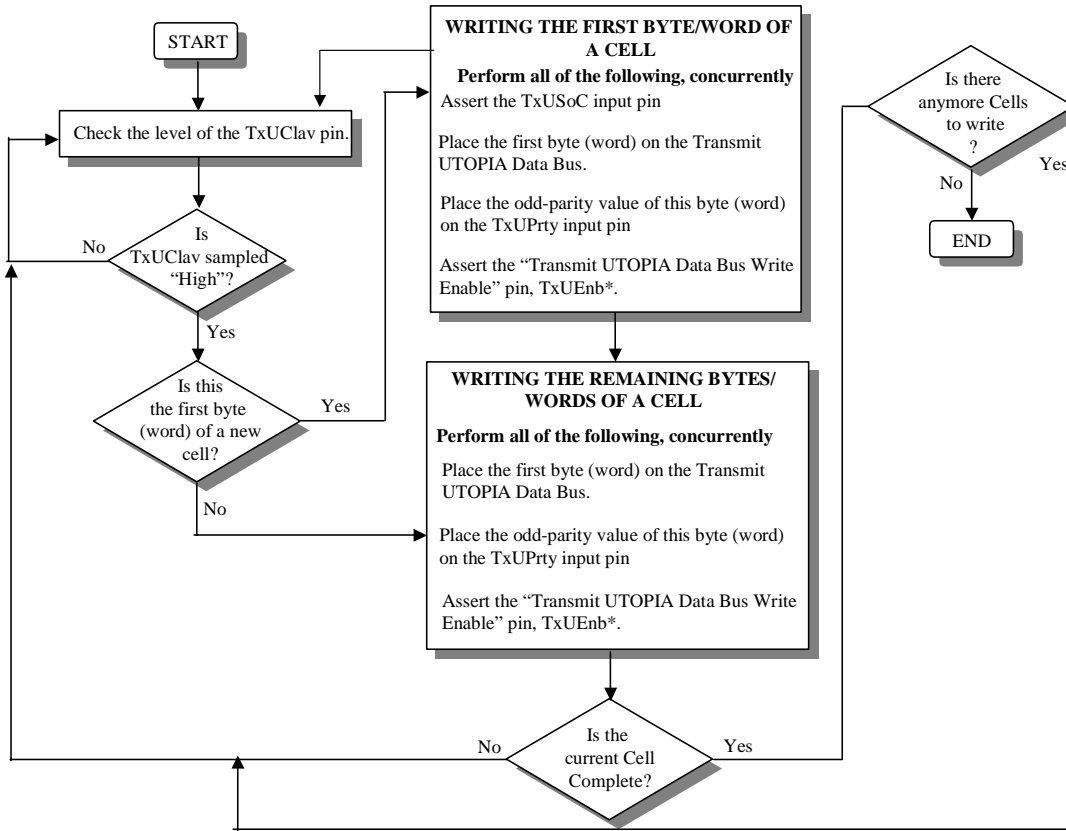 START
Check the level of the TxUClav pin.
Is
TxUClav sampled
“High”?
No
Yes
Is this
the first byte
(word) of a new
cell?
Yes
No
WRITING THE FIRST BYTE/WORD OF
A CELL
Perform all of the following, concurrently
Assert the TxUSoC input pin
Place the first byte (word) on the Transmit
UTOPIA Data Bus.
Place the odd-parity value of this byte (word)
on the TxUPrty input pin
Assert the “Transmit UTOPIA Data Bus Write
Enable” pin, TxUEnb*.
WRITING THE REMAINING BYTES/
WORDS OF A CELL
Perform all of the following, concurrently
Place the first byte (word) on the Transmit
UTOPIA Data Bus.
Place the odd-parity value of this byte (word)
on the TxUPrty input pin
Assert the “Transmit UTOPIA Data Bus Write
Enable” pin, TxUEnb*.
Is the
current Cell
Complete?
No
Yes
Is there
anymore Cells
to write
?
Yes
No
END